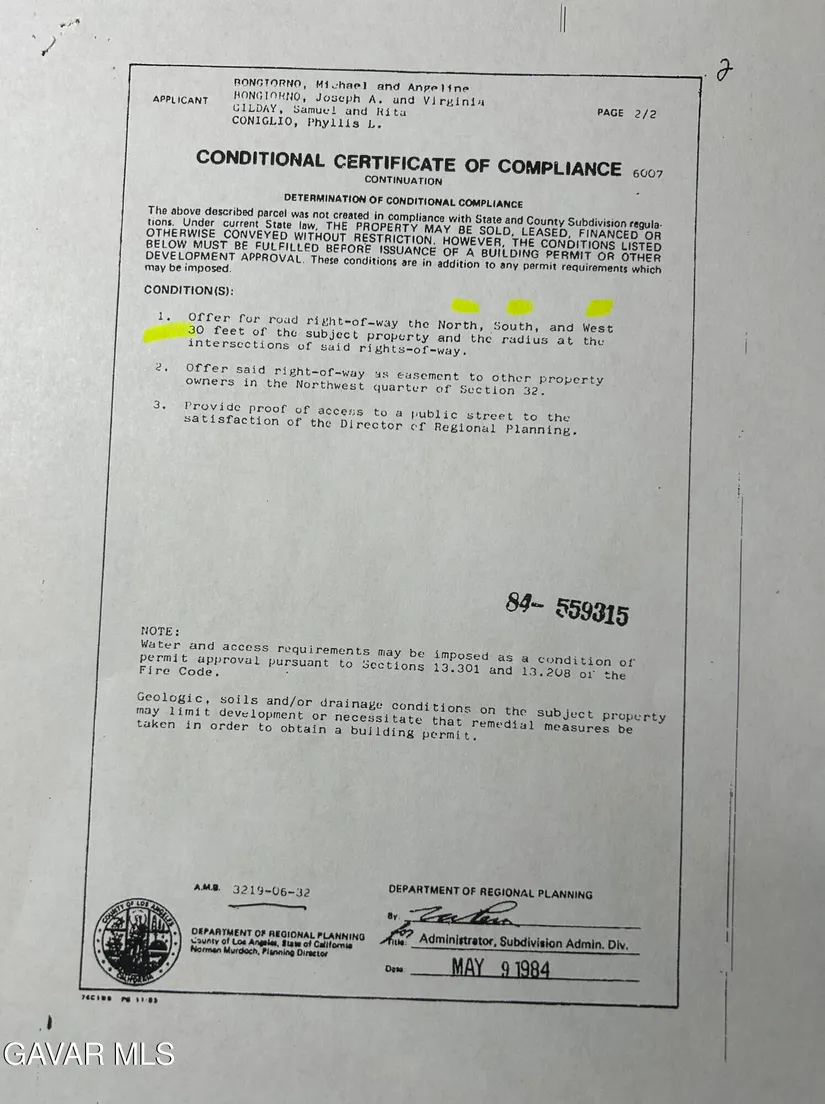 2
BONGIORNO, Michael and Angeline
APPLICANT BONGIORNO, Joseph A. and Virginia
GILDAY, Samuel and Rita
CONIGLIO, Phyllis L.
PAGE 2/2
CONDITIONAL CERTIFICATE OF COMPLIANCE 6007
CONTINUATION
DETERMINATION OF CONDITIONAL COMPLIANCE
The above described parcel was not created in compliance with State and County Subdivision regula-
tions. Under current State law, THE PROPERTY MAY BE SOLD, LEASED, FINANCED OR
OTHERWISE CONVEYED WITHOUT RESTRICTION. HOWEVER, THE CONDITIONS LISTED
BELOW MUST BE FULFILLED BEFORE ISSUANCE OF A BUILDING PERMIT OR OTHER
DEVELOPMENT APPROVAL. These conditions are in addition to any permit requirements which
may be imposed.
CONDITION(S):
1. Offer for road right-of-way the North, South, and West
30 feet of the subject property and the radius at the
intersections of said rights-of-way.
2. Offer said right-of-way as easement to other property
owners in the Northwest quarter of Section 32.
3. Provide proof of access to a public street to the
satisfaction of the Director of Regional Planning.
84- 559315
NOTE:
Water and access requirements may be imposed as a condition of
permit approval pursuant to Sections 13.301 and 13.208 of the
Fire Code.
Geologic, soils and/or drainage conditions on the subject property
may limit development or necessitate that remedial measures be
taken in order to obtain a building permit.
A.M.B. 3219-06-32
DEPARTMENT OF REGIONAL PLANNING
By
Title: Administrator, Subdivision Admin. Div.
Date MAY 9 1984
COUNTY OF LOS ANGELES
CALIFORNIA
DEPARTMENT OF REGIONAL PLANNING
County of Los Angeles, State of California
Norman Murdoch, Planning Director
GAVAR MLS